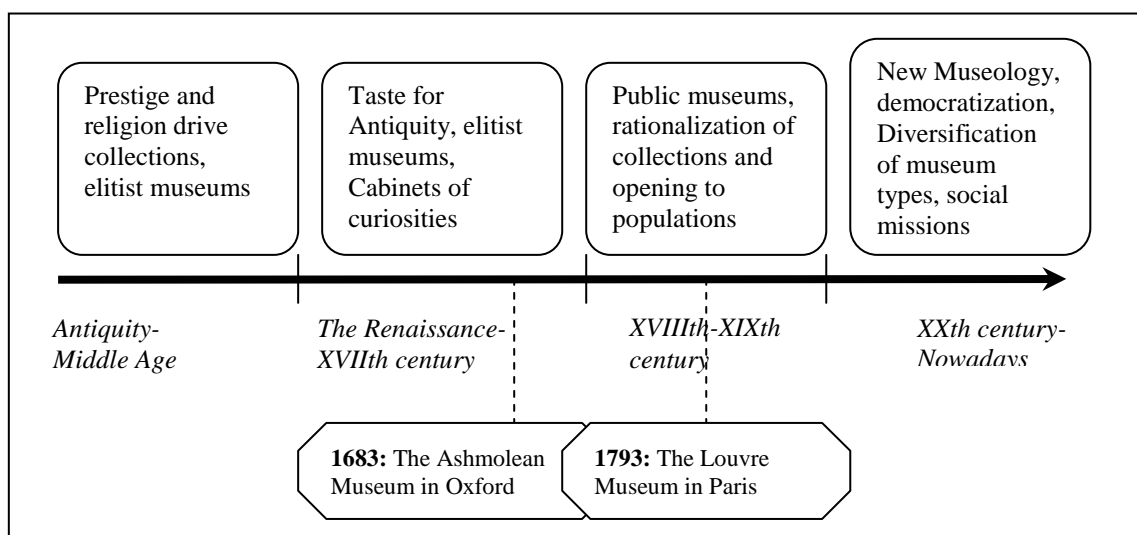 Prestige and
religion drive
collections,
elitist museums
Taste for
Antiquity, elitist
museums,
Cabinets of
curiosities
Public museums,
rationalization of
collections and
opening to
populations
New Museology,
democratization,
Diversification
of museum
types, social
missions
Antiquity-
Middle Age
The Renaissance-
XVIIth century
XVIIIth-XIXth
century
XXth century-
Nowadays
1683: The Ashmolean
Museum in Oxford
1793: The Louvre
Museum in Paris